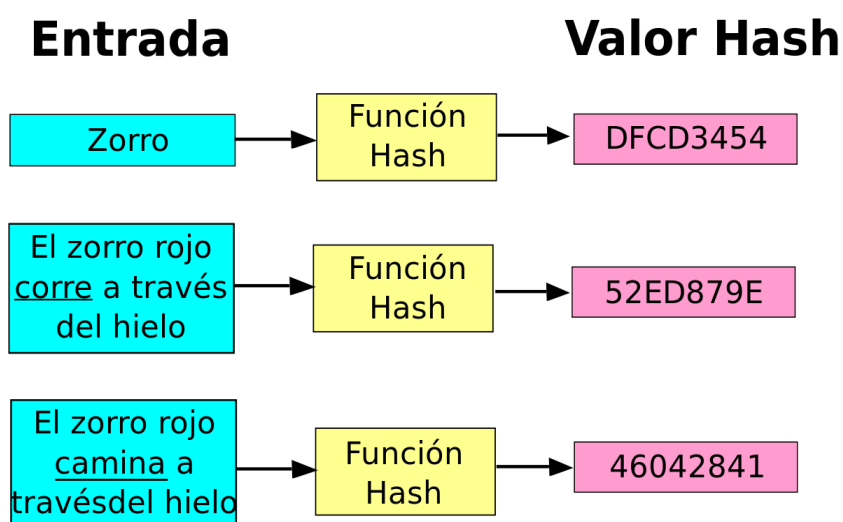 Entrada
Valor Hash
Zorro
Función
Hash
DFCD3454
El zorro rojo
corre a través
del hielo
Función
Hash
52ED879E
El zorro rojo
camina a
travésdel hielo
Función
Hash
46042841